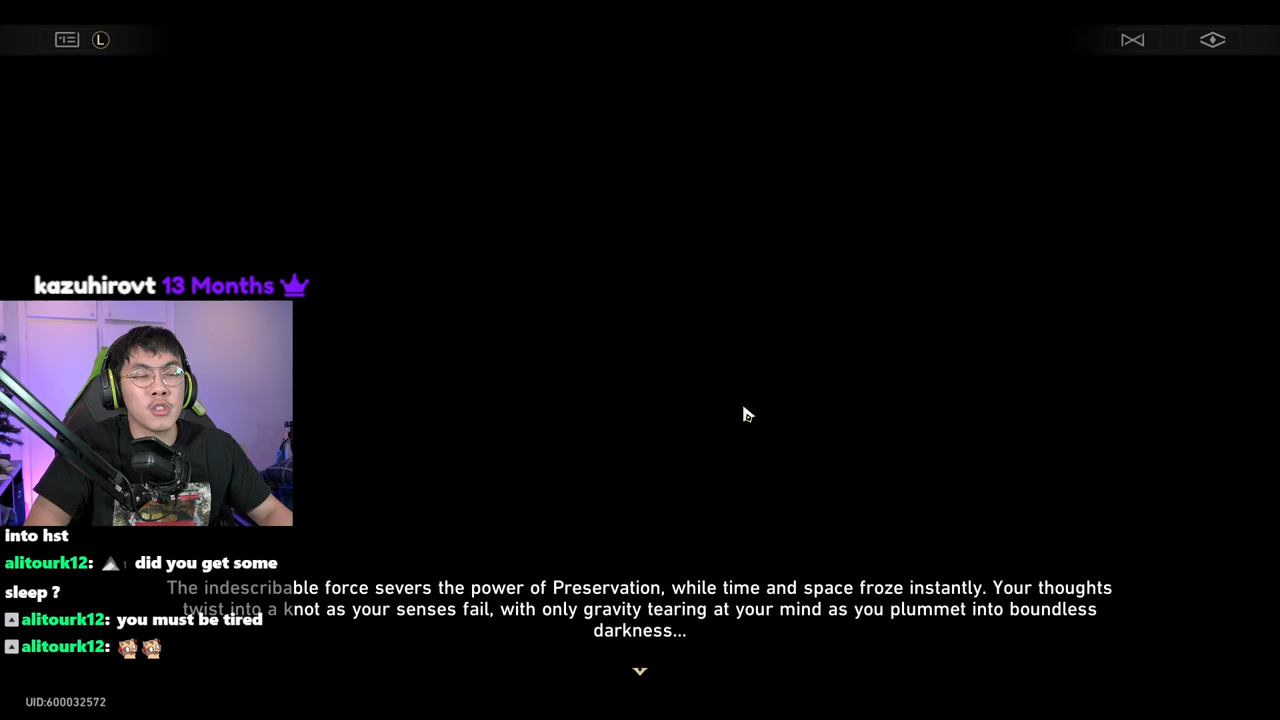 L
kazuhirovt 13 Months
into hst
alitourk12: 1 did you get some
sleep ?
alitourk12: you must be tired
alitourk12:
The indescribable force severs the power of Preservation, while time and space froze instantly. Your thoughts
twist into a knot as your senses fail, with only gravity tearing at your mind as you plummet into boundless
darkness...
UID:600032572